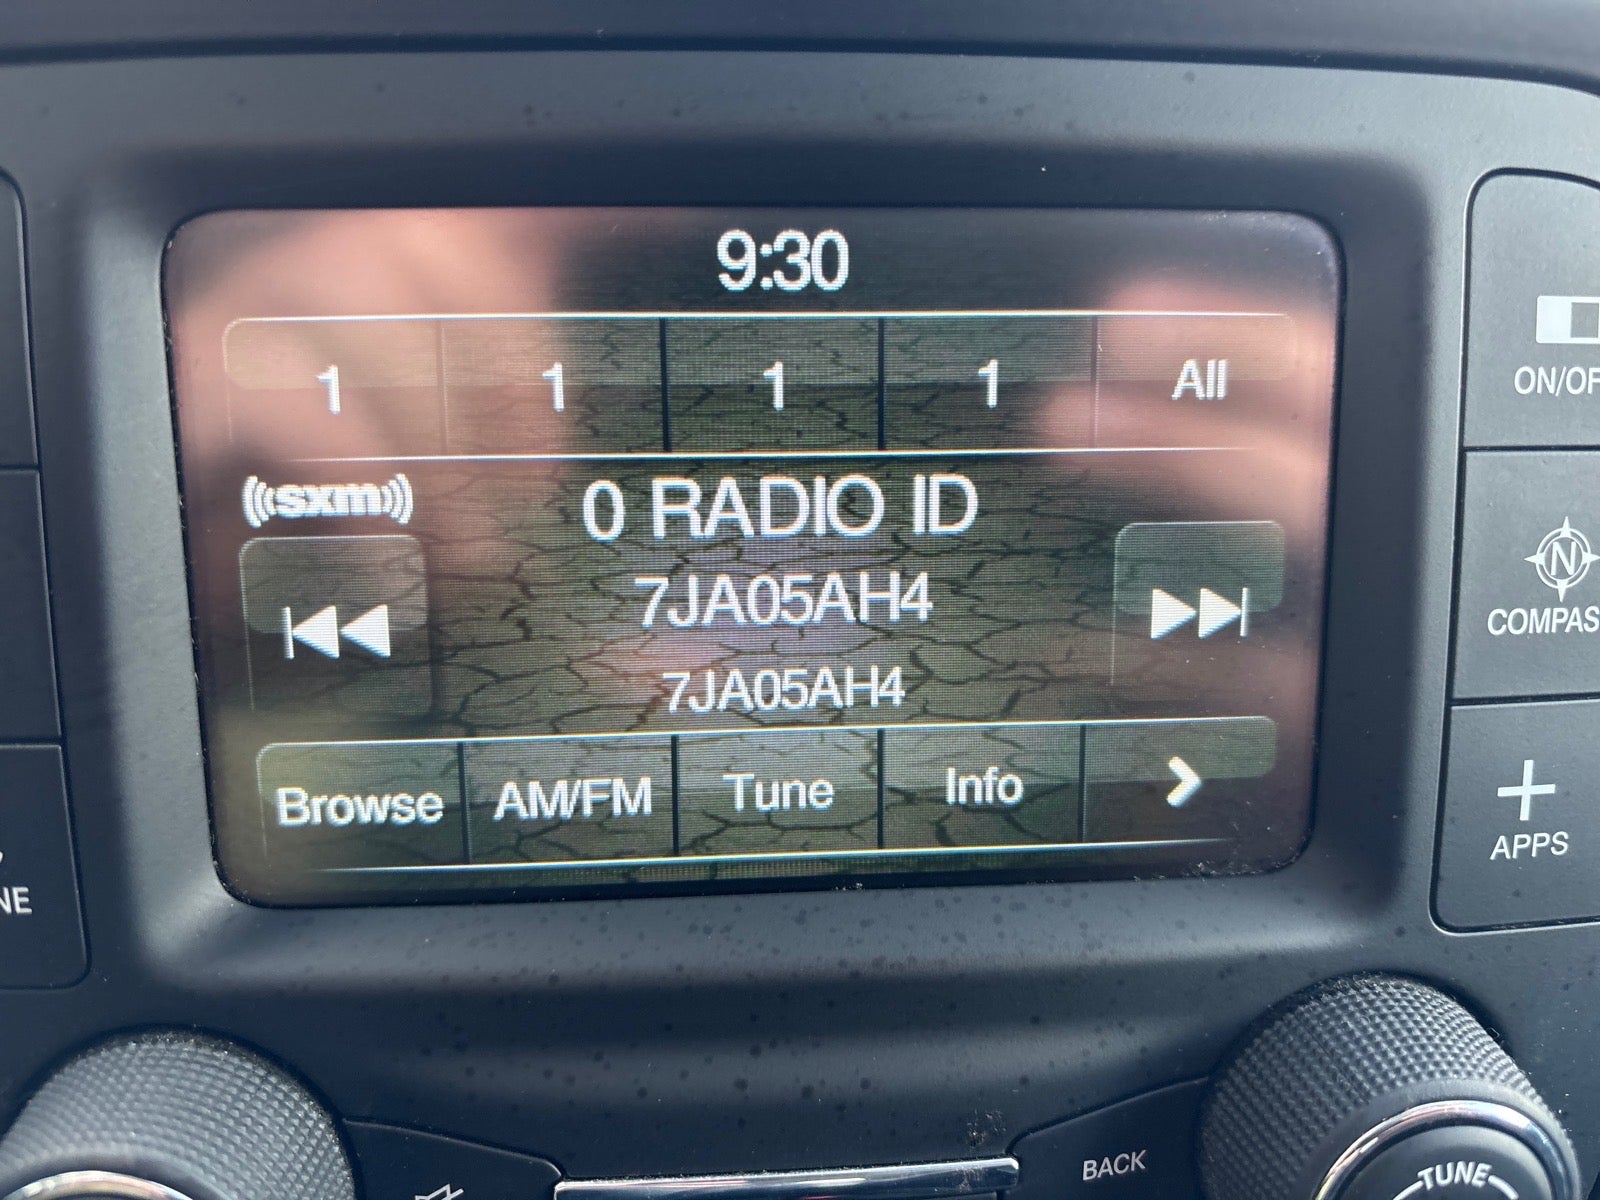 9:30
1 1 1 1 All
sxm
0 RADIO ID
7JA05AH4
7JA05AH4
Browse AM/FM Tune Info
ON/OF
COMPAS
APPS
NE
BACK
TUNE
N